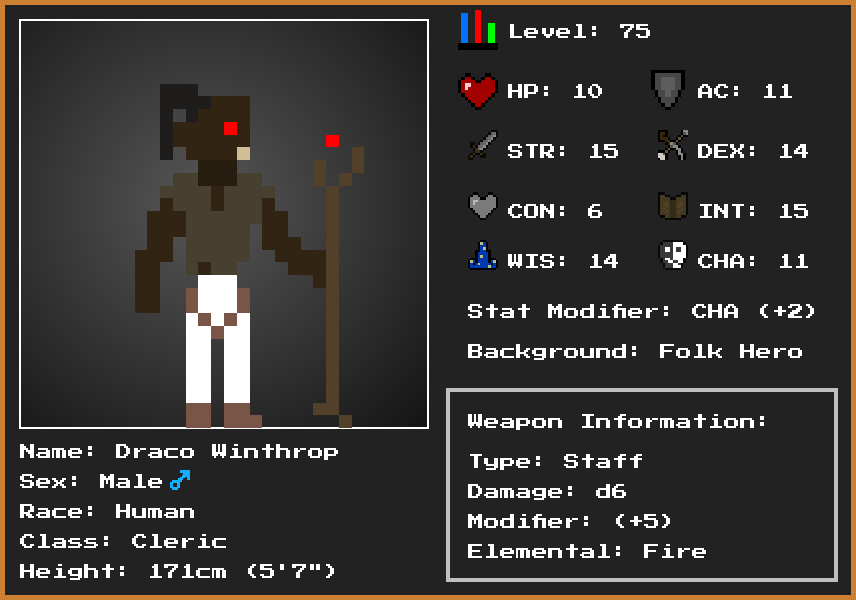 Level: 75
HP: 10 AC: 11
STR: 15 DEX: 14
CON: 6 INT: 15
WIS: 14 CHA: 11
Stat Modifier: CHA (+2)
Background: Folk Hero
Weapon Information:
Type: Staff
Damage: d6
Modifier: (+5)
Elemental: Fire
Name: Draco Winthrop
Sex: Male♂
Race: Human
Class: Cleric
Height: 171cm (5'7")